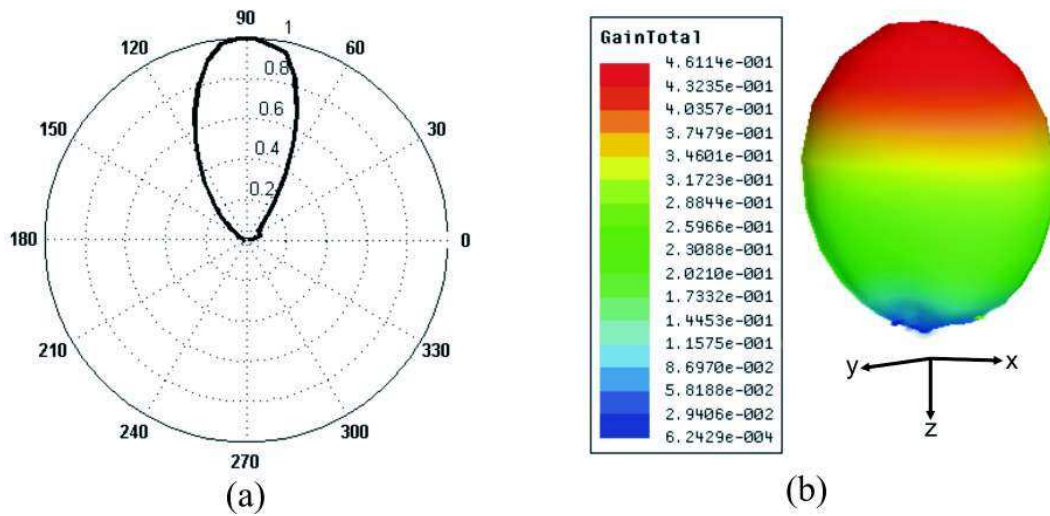 90
1
120
60
0.8
0.6
150
30
0.4
0.2
180
0
210
330
240
300
270
(a)
GainTotal
4.6114e-001
4.3235e-001
4.0357e-001
3.7479e-001
3.4601e-001
3.1723e-001
2.8844e-001
2.5966e-001
2.3088e-001
2.0210e-001
1.7332e-001
1.4453e-001
1.1575e-001
8.6970e-002
5.8188e-002
2.9406e-002
6.2429e-004
y
x
z
(b)